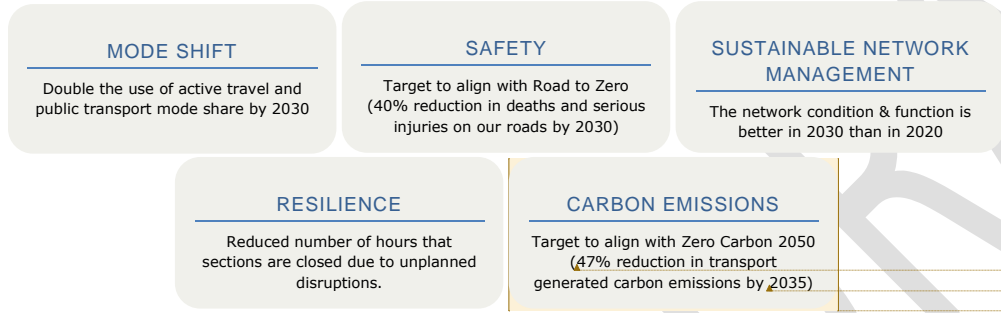 MODE SHIFT
Double the use of active travel and
public transport mode share by 2030
SAFETY
Target to align with Road to Zero
(40% reduction in deaths and serious
injuries on our roads by 2030)
SUSTAINABLE NETWORK
MANAGEMENT
The network condition & function is
better in 2030 than in 2020
RESILIENCE
Reduced number of hours that
sections are closed due to unplanned
disruptions.
CARBON EMISSIONS
Target to align with Zero Carbon 2050
(47% reduction in transport
generated carbon emissions by 2035)